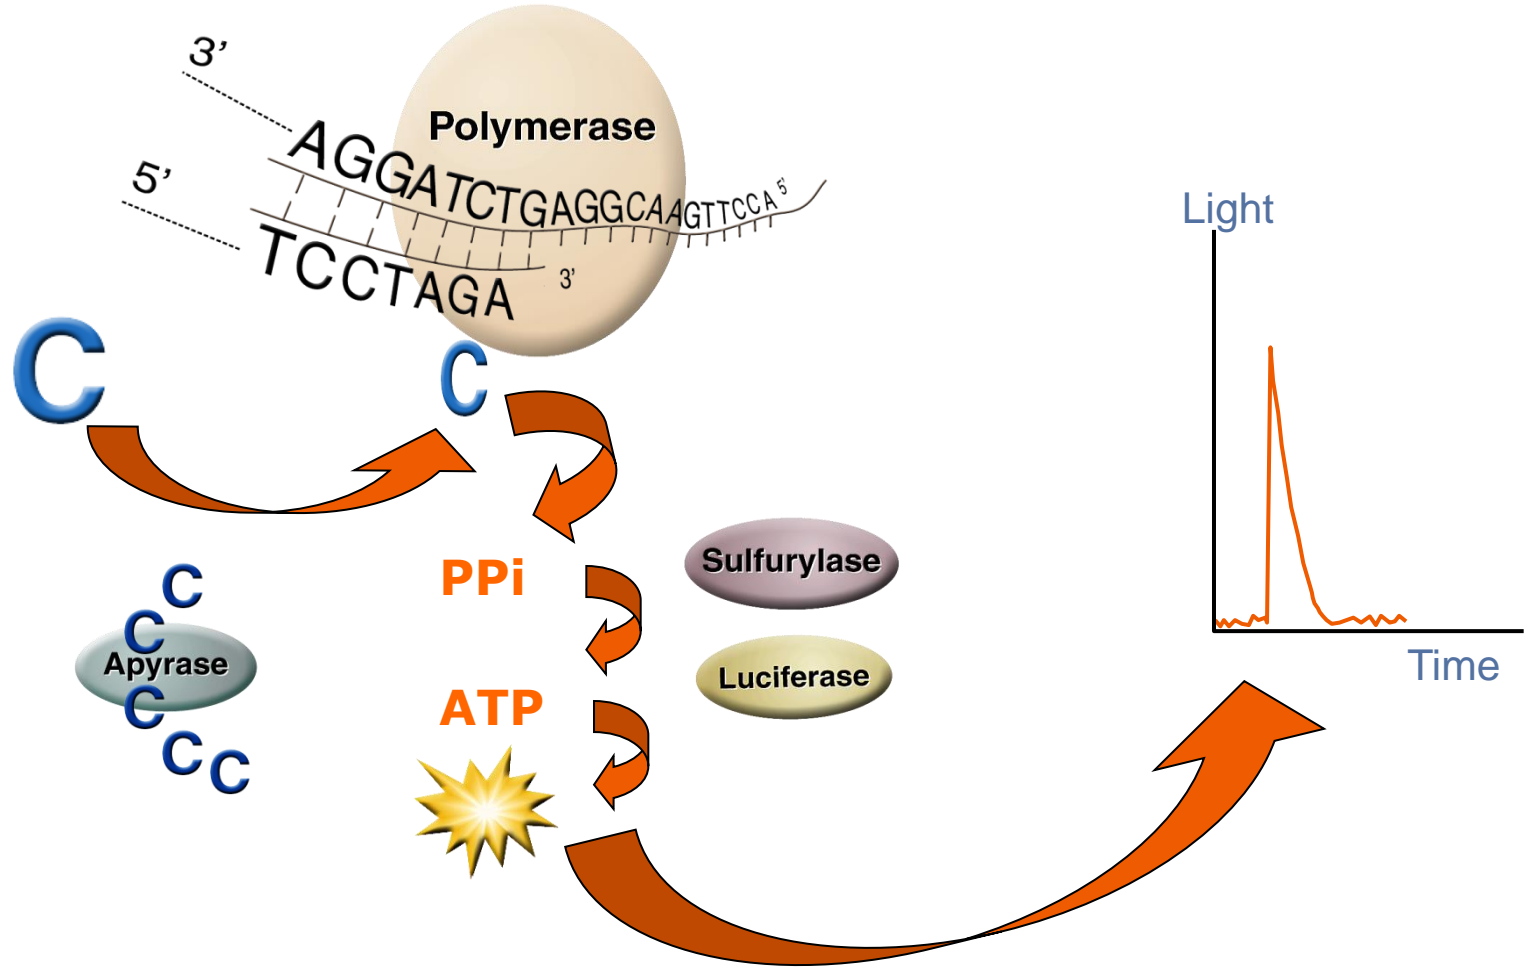 3’
AGGATCTGAGGCAAGTTCCA 5’
Polymerase
5’
TCCTAGA 3’
C
C
PPi
Sulfurylase
C
C
Apyrase
C
C
C
Luciferase
ATP
Light
Time